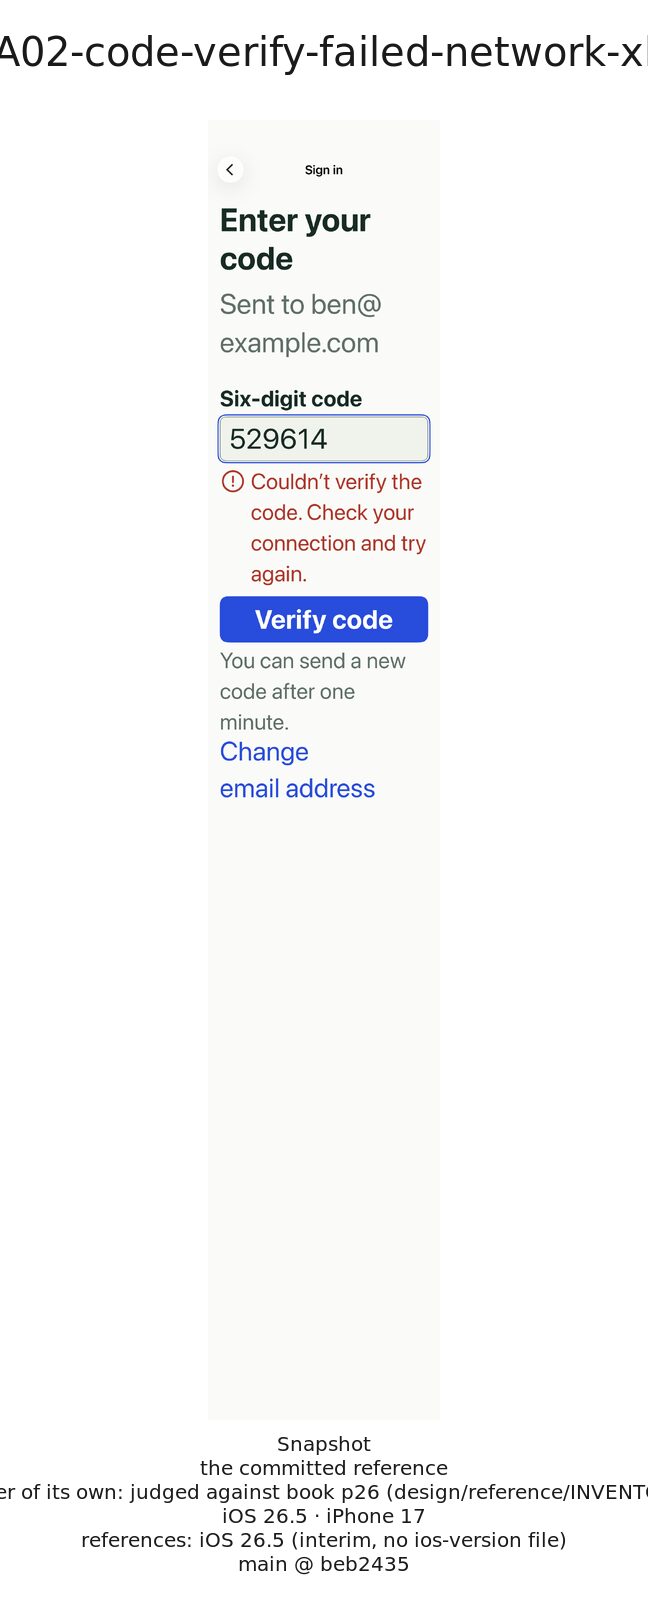 A02-code-verify-failed-network-xl
Sign in
Enter your
code
Sent to ben@
example.com
Six-digit code
529614
Couldn’t verify the
code. Check your
connection and try
again.
Verify code
You can send a new
code after one
minute.
Change
email address
Snapshot
the committed reference
er of its own: judged against book p26 (design/reference/INVENTO
iOS 26.5 · iPhone 17
references: iOS 26.5 (interim, no ios-version file)
main @ beb2435